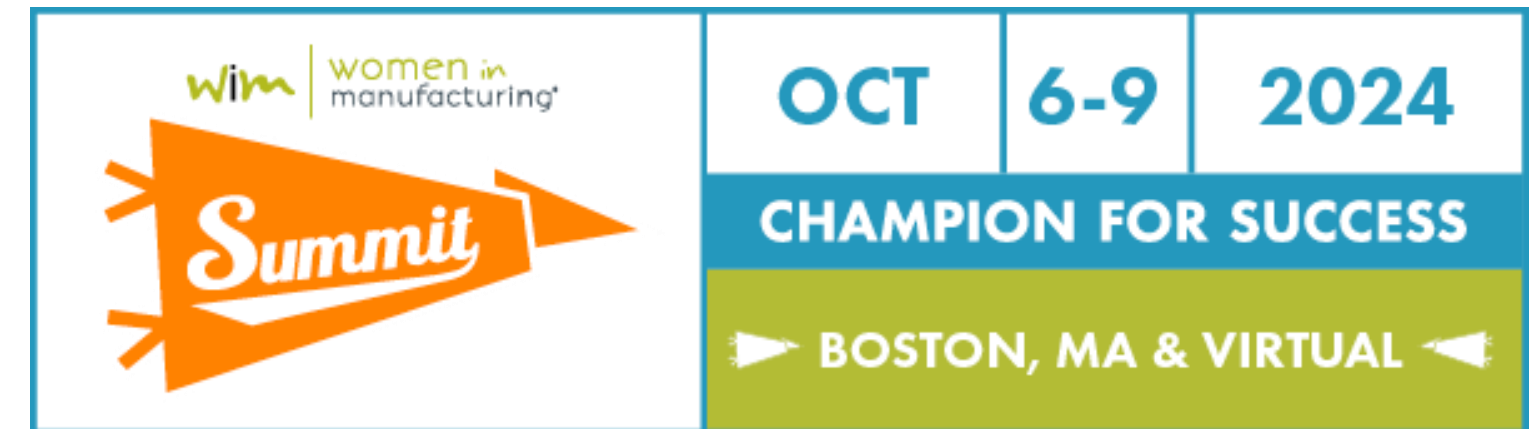 wim
women in
manufacturing
Summit
OCT 6-9 2024
CHAMPION FOR SUCCESS
BOSTON, MA & VIRTUAL